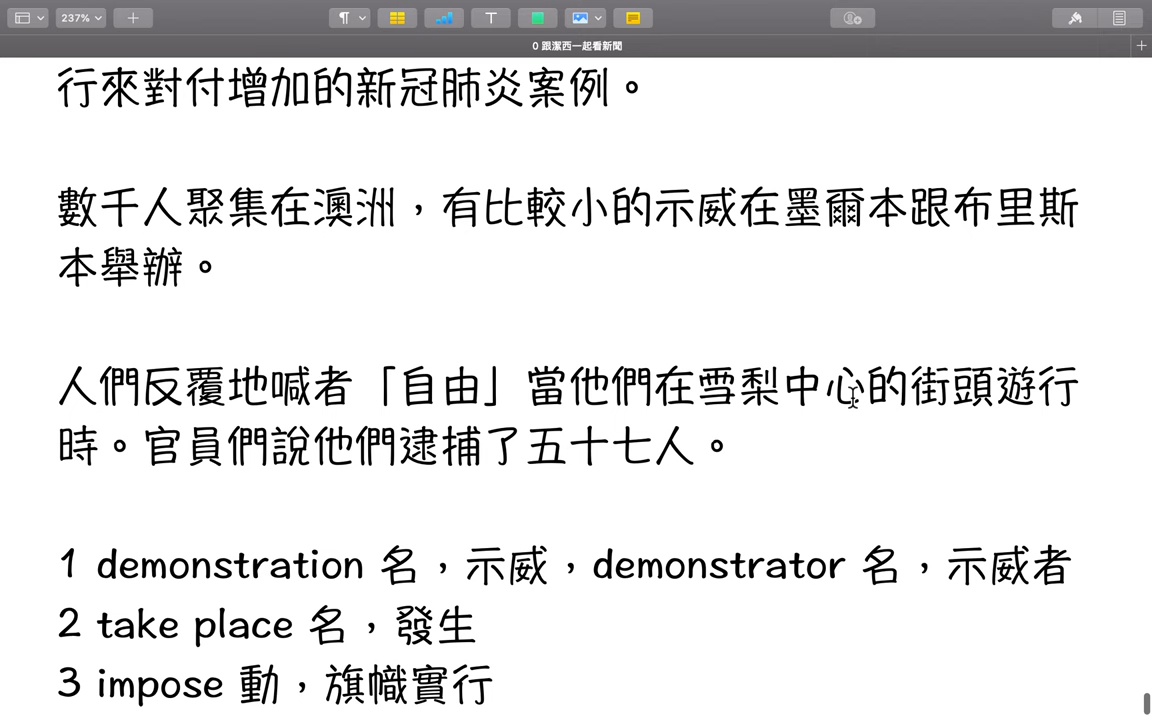 237%
0 跟潔西一起看新聞
行來對付增加的新冠肺炎案例。
數千人聚集在澳洲，有比較小的示威在墨爾本跟布里斯
本舉辦。
人們反覆地喊者「自由」當他們在雪梨中心的街頭遊行
時。官員們說他們逮捕了五十七人。
1 demonstration 名，示威，demonstrator 名，示威者
2 take place 名，發生
3 impose 動，旗幟實行